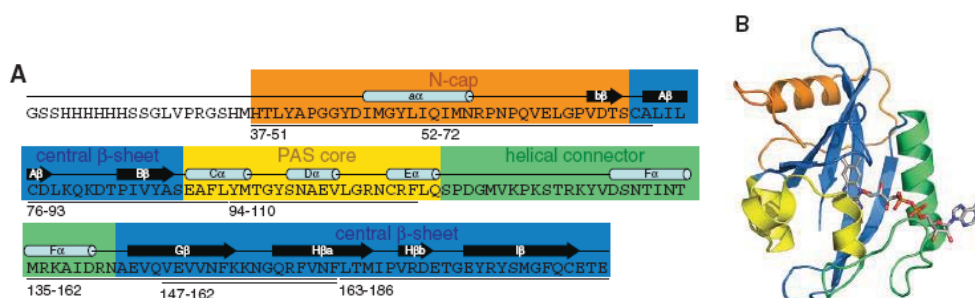 A
B
N-cap
aα bβ Aβ
GSSHHHHHHSSGLVPRGSHMHTLYAPGGYDIMGYLIQIMNRPNPQVELGPVDTSCALIL
37-51 52-72
central β-sheet PAS core helical connector
Aβ Bβ Cα Dα Eα Fα
CDLKQKDTPIVYASEAFLYMTGYSNAEVLGRNCRFLQSPDGMVKPKSTRKYVDSNTINT
76-93 94-110
central β-sheet
Fα Gβ Hβa Hβb Iβ
MRKAIDRNAEVQVEVVNFKKNGQRFVNFLTMIPVRDETGEYRYSMGFQCETE
135-162 147-162 163-186